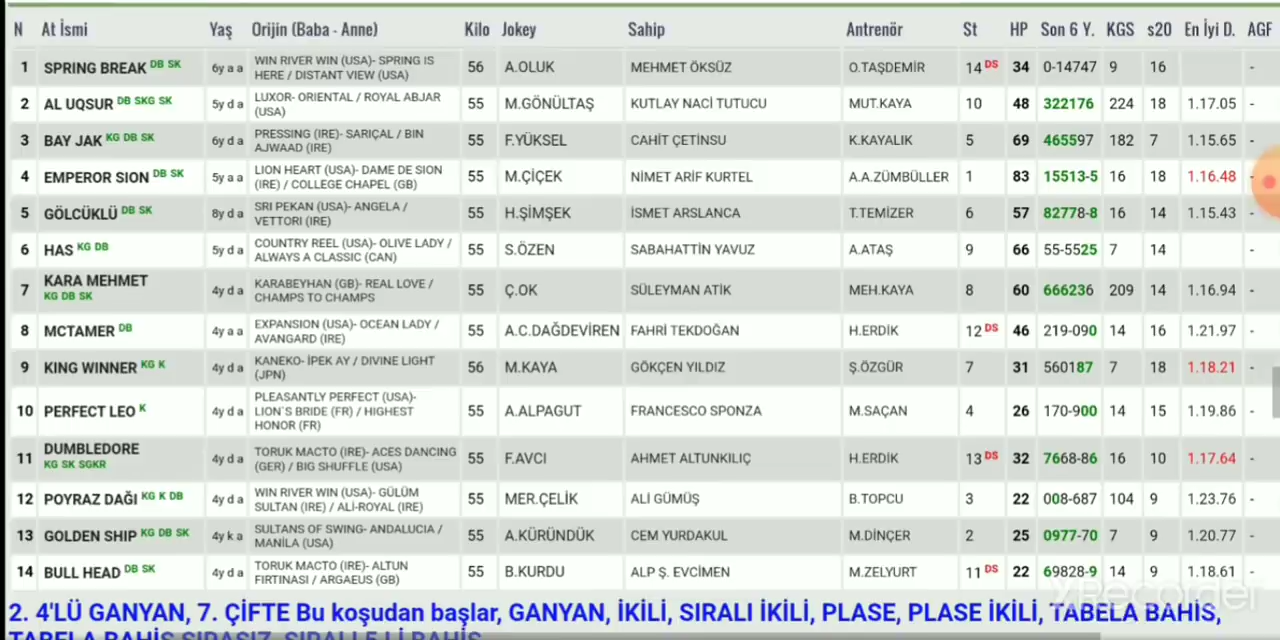 N At İsmi Yaş Orijin (Baba - Anne) Kilo Jokey Sahip Antrenör St HP Son 6 Y. KGS s20 En İyi D. AGF
1 SPRING BREAK DB SK 6y a a WIN RIVER WIN (USA)- SPRING IS HERE / DISTANT VIEW (USA) 56 A.OLUK MEHMET ÖKSÜZ O.TAŞDEMİR 14 DS 34 0-14747 9 16 -
2 AL UQSUR DB SKG SK 5y d a LUXOR- ORIENTAL / ROYAL ABJAR (USA) 55 M.GÖNÜLTAŞ KUTLAY NACİ TUTUCU MUT.KAYA 10 48 322176 224 18 1.17.05 -
3 BAY JAK KG DB SK 6y d a PRESSING (IRE)- SARIÇAL / BIN AJWAAD (IRE) 55 F.YÜKSEL CAHİT ÇETİNSU K.KAYALIK 5 69 465597 182 7 1.15.65 -
4 EMPEROR SION DB SK 5y a a LION HEART (USA)- DAME DE SION (IRE) / COLLEGE CHAPEL (GB) 55 M.ÇİÇEK NİMET ARİF KURTEL A.A.ZÜMBÜLLER 1 83 15513-5 16 18 1.16.48 -
5 GÖLCÜKLÜ DB SK 8y d a SRI PEKAN (USA)- ANGELA / VETTORI (IRE) 55 H.ŞİMŞEK İSMET ARSLANCA T.TEMİZER 6 57 82778-8 16 14 1.15.43 -
6 HAS KG DB 5y d a COUNTRY REEL (USA)- OLIVE LADY / ALWAYS A CLASSIC (CAN) 55 S.ÖZEN SABAHATTİN YAVUZ A.ATAŞ 9 66 55-5525 7 14 -
7 KARA MEHMET KG DB SK 4y d a KARABEYHAN (GB)- REAL LOVE / CHAMPS TO CHAMPS 55 Ç.OK SÜLEYMAN ATİK MEH.KAYA 8 60 666236 209 14 1.16.94 -
8 MCTAMER DB 4y a a EXPANSION (USA)- OCEAN LADY / AVANGARD (IRE) 55 A.C.DAĞDEVİREN FAHRİ TEKDOĞAN H.ERDİK 12 DS 46 219-090 14 16 1.21.97 -
9 KING WINNER KG K 4y d a KANEKO- İPEK AY / DIVINE LIGHT (JPN) 56 M.KAYA GÖKÇEN YILDIZ Ş.ÖZGÜR 7 31 560187 7 18 1.18.21 -
10 PERFECT LEO K 4y d a PLEASANTLY PERFECT (USA)- LION`S BRIDE (FR) / HIGHEST HONOR (FR) 55 A.ALPAGUT FRANCESCO SPONZA M.SAÇAN 4 26 170-900 14 15 1.19.86 -
11 DUMBLEDORE KG SK SGKR 4y d a TORUK MACTO (IRE)- ACES DANCING (GER) / BIG SHUFFLE (USA) 55 F.AVCI AHMET ALTUNKILIÇ H.ERDİK 13 DS 32 7668-86 16 10 1.17.64 -
12 POYRAZ DAĞI KG K DB 4y d a WIN RIVER WIN (USA)- GÜLÜM SULTAN (IRE) / ALİ-ROYAL (IRE) 55 MER.ÇELİK ALİ GÜMÜŞ B.TOPCU 3 22 008-687 104 9 1.23.76 -
13 GOLDEN SHIP KG DB SK 4y k a SULTANS OF SWING- ANDALUCIA / MANİLA (USA) 55 A.KÜRÜNDÜK CEM YURDAKUL M.DİNÇER 2 25 0977-70 7 9 1.20.77 -
14 BULL HEAD DB SK 4y d a TORUK MACTO (IRE)- ALTUN FIRTINASI / ARGAEUS (GB) 55 B.KURDU ALP Ş. EVCİMEN M.ZELYURT 11 DS 22 69828-9 14 9 1.18.61 -
XRecorder
2. 4'LÜ GANYAN, 7. ÇİFTE Bu koşudan başlar, GANYAN, İKİLİ, SIRALI İKİLİ, PLASE, PLASE İKİLİ, TABELA BAHİS,
TABELA BAHİS SIRASIZ, SIRALI 5 Lİ BAHİS